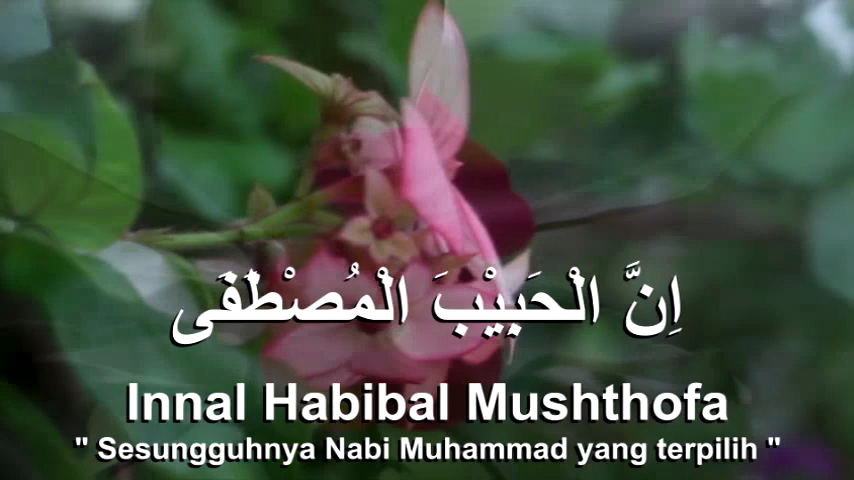 اِنَّ الْحَبِيْبَ الْمُصْطَفَى
Innal Habibal Mushthofa
" Sesungguhnya Nabi Muhammad yang terpilih "